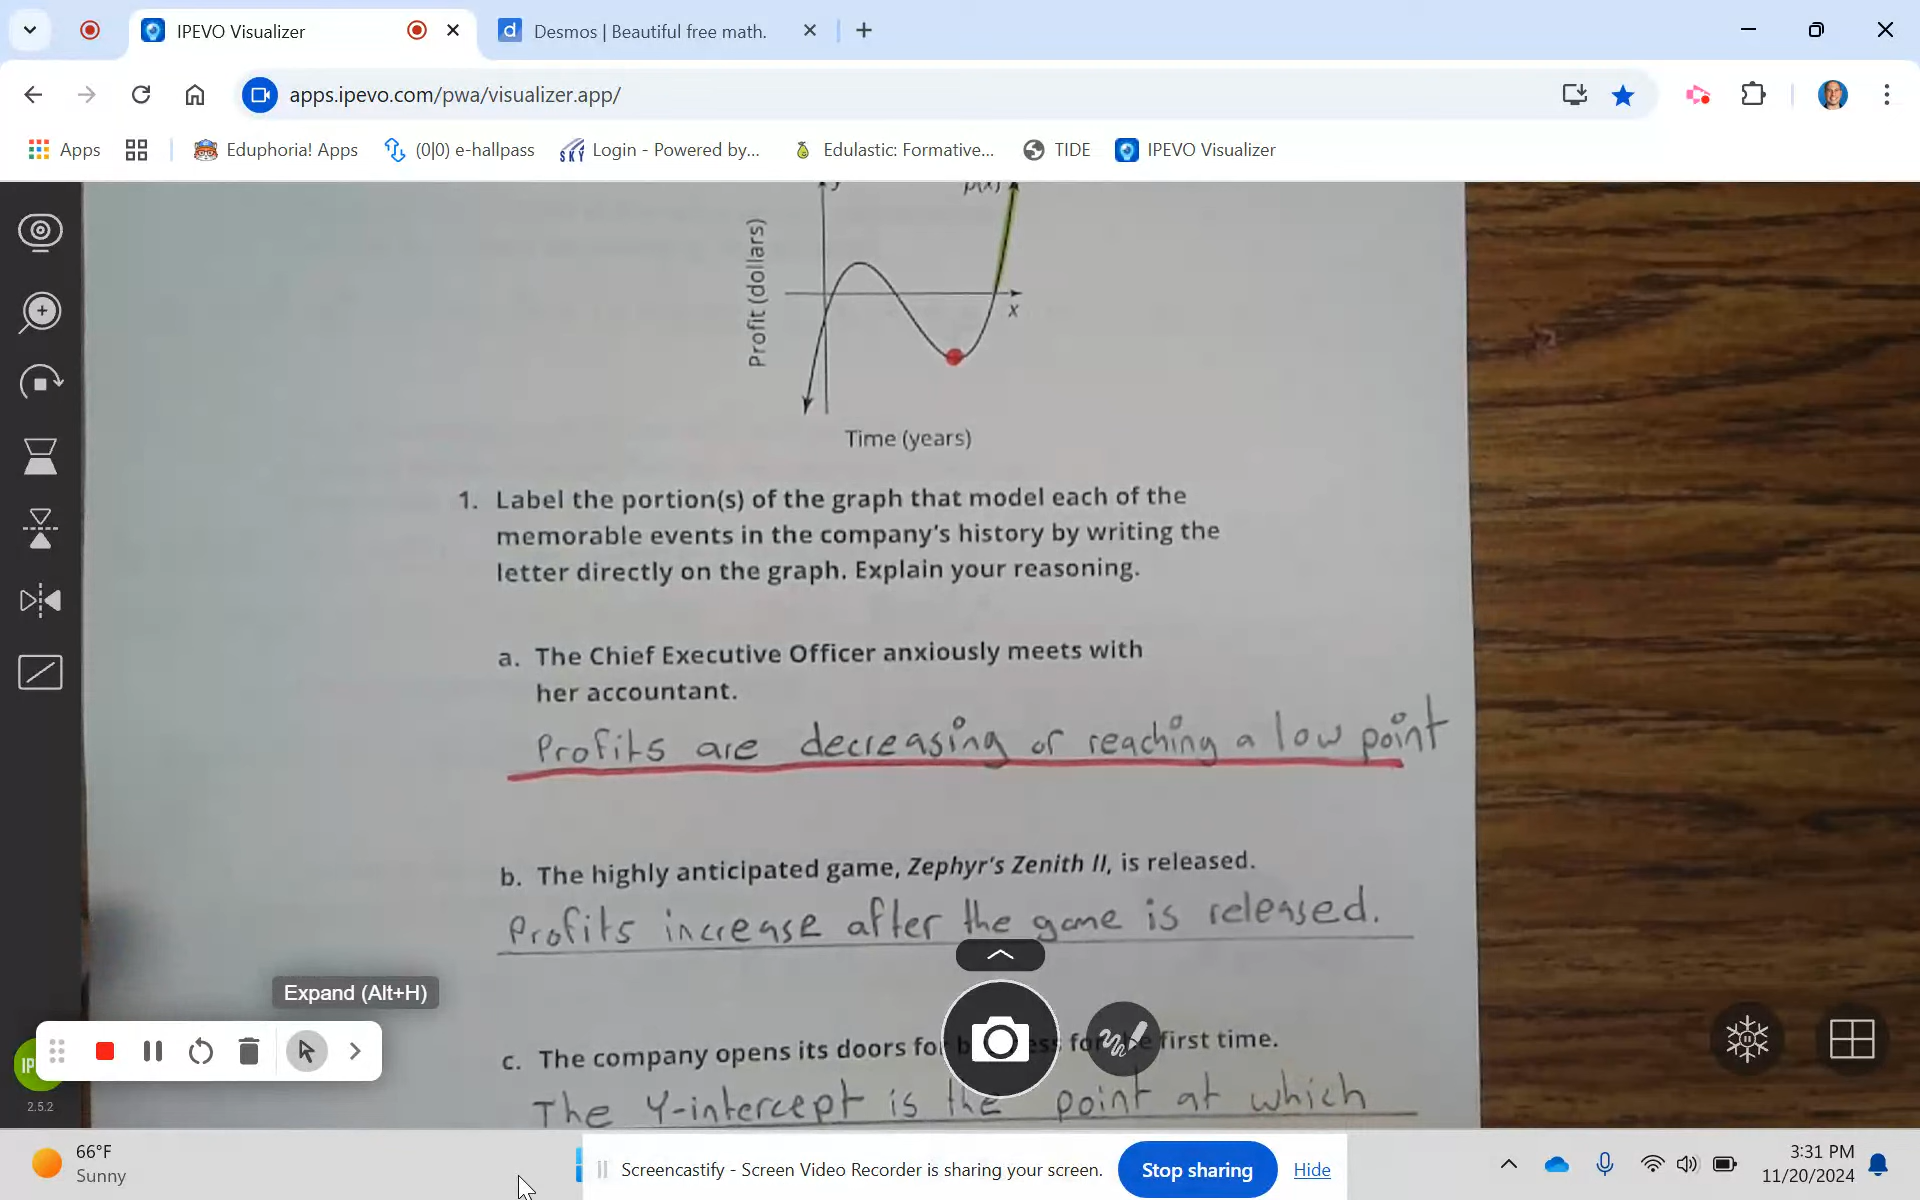 IPEVO Visualizer
Desmos | Beautiful free math.
apps.ipevo.com/pwa/visualizer.app/
Apps
Eduphoria! Apps
(0|0) e-hallpass
SKY Login - Powered by...
Edulastic: Formative...
TIDE
IPEVO Visualizer
y
p(x)
Profit (dollars)
x
Time (years)
1. Label the portion(s) of the graph that model each of the
memorable events in the company's history by writing the
letter directly on the graph. Explain your reasoning.
a. The Chief Executive Officer anxiously meets with
her accountant.
Profits are decreasing or reaching a low point
b. The highly anticipated game, Zephyr's Zenith II, is released.
Profits increase after the game is released.
Expand (Alt+H)
c. The company opens its doors for first time.
The Y-intercept is the point at which
IP
2.5.2
66°F
Sunny
Screencastify - Screen Video Recorder is sharing your screen.
Stop sharing
Hide
3:31 PM
11/20/2024